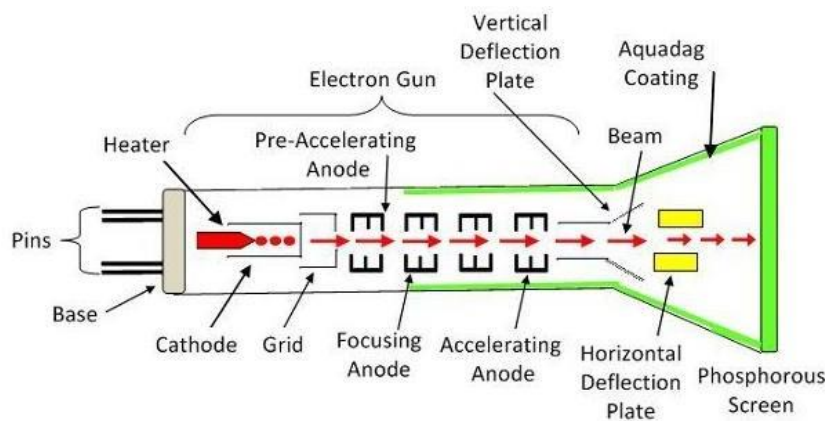 Vertical
Deflection
Plate
Aquadag
Coating
Electron Gun
Pre-Accelerating
Anode
Beam
Heater
Pins
Base
Cathode
Grid
Focusing
Anode
Accelerating
Anode
Horizontal
Deflection
Plate
Phosphorous
Screen